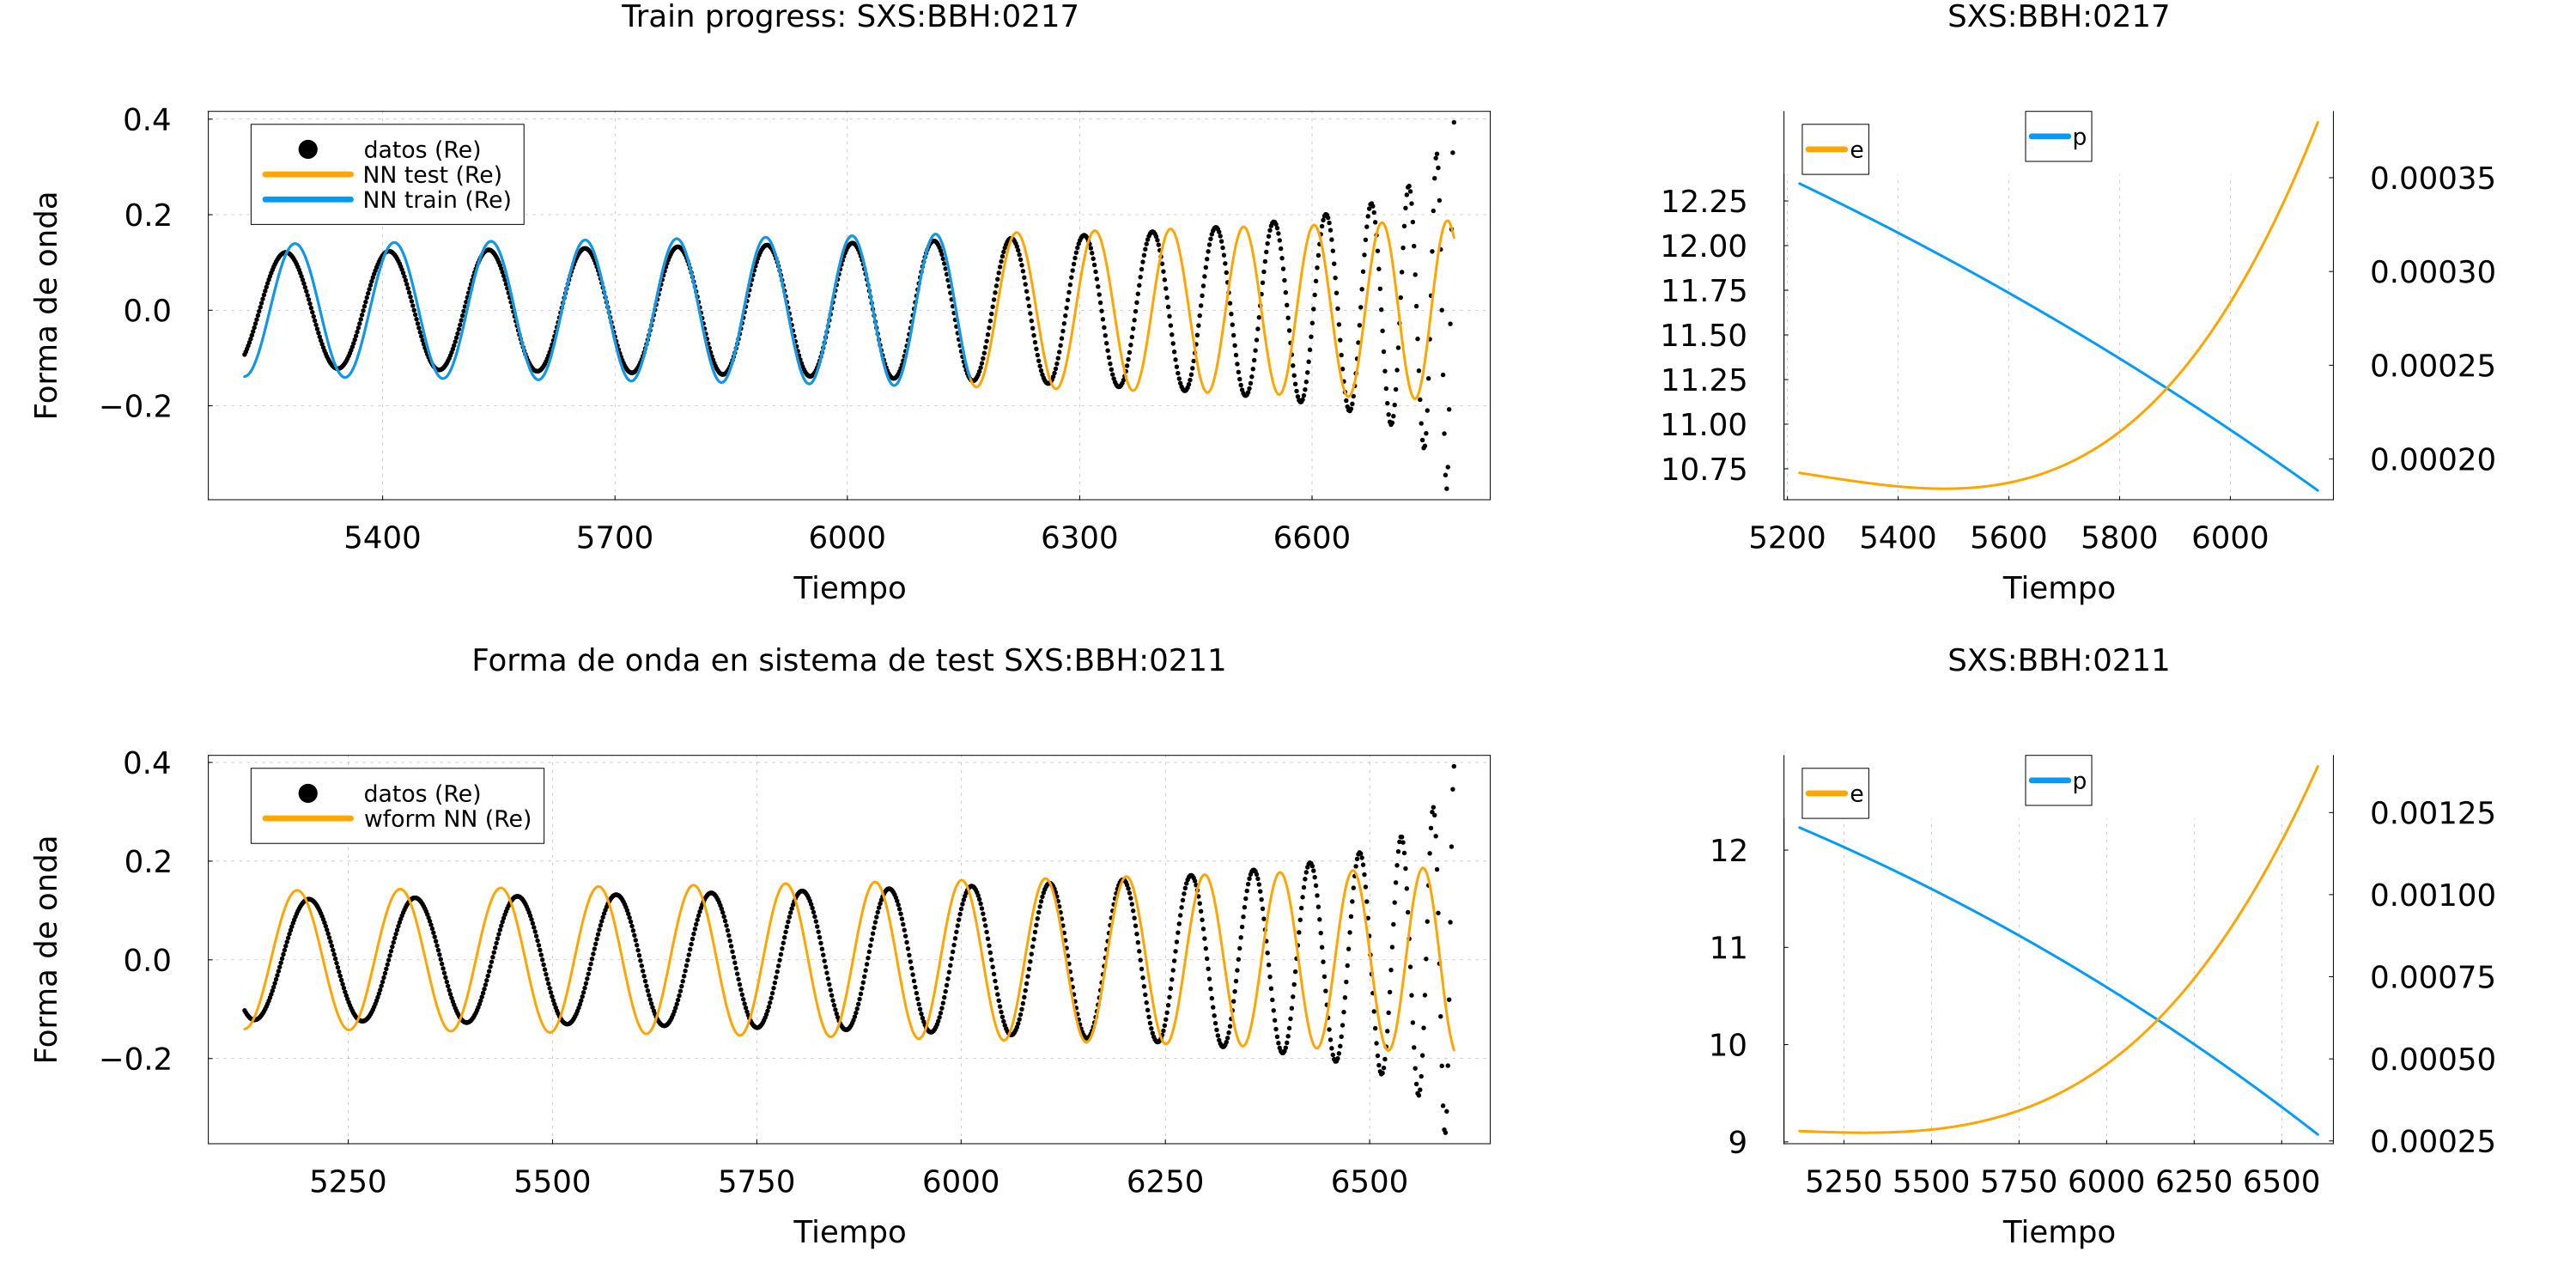 Train progress: SXS:BBH:0217
0.4
0.2
0.0
−0.2
Forma de onda
datos (Re)
NN test (Re)
NN train (Re)
5400 5700 6000 6300 6600
Tiempo
SXS:BBH:0217
e
p
12.25
12.00
11.75
11.50
11.25
11.00
10.75
0.00035
0.00030
0.00025
0.00020
5200 5400 5600 5800 6000
Tiempo
Forma de onda en sistema de test SXS:BBH:0211
0.4
0.2
0.0
−0.2
Forma de onda
datos (Re)
wform NN (Re)
5250 5500 5750 6000 6250 6500
Tiempo
SXS:BBH:0211
e
p
12
11
10
9
0.00125
0.00100
0.00075
0.00050
0.00025
5250 5500 5750 6000 6250 6500
Tiempo